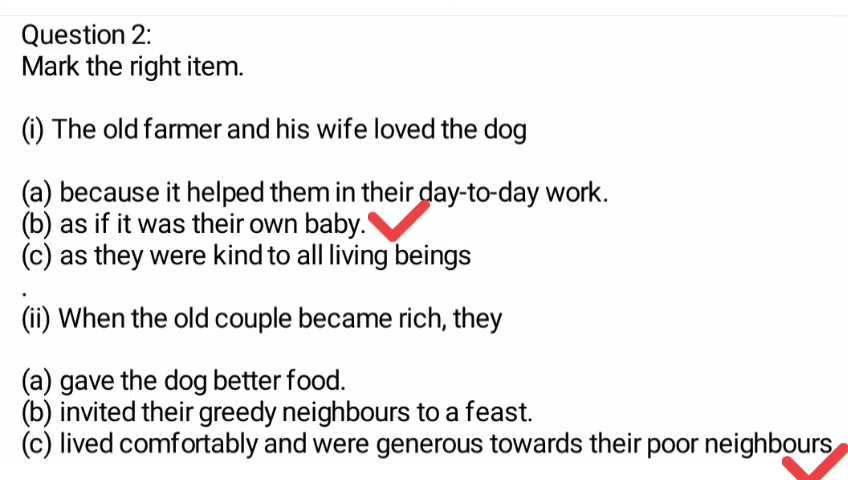 Question 2:
Mark the right item.
(i) The old farmer and his wife loved the dog
(a) because it helped them in their day-to-day work.
(b) as if it was their own baby.
(c) as they were kind to all living beings
.
(ii) When the old couple became rich, they
(a) gave the dog better food.
(b) invited their greedy neighbours to a feast.
(c) lived comfortably and were generous towards their poor neighbours